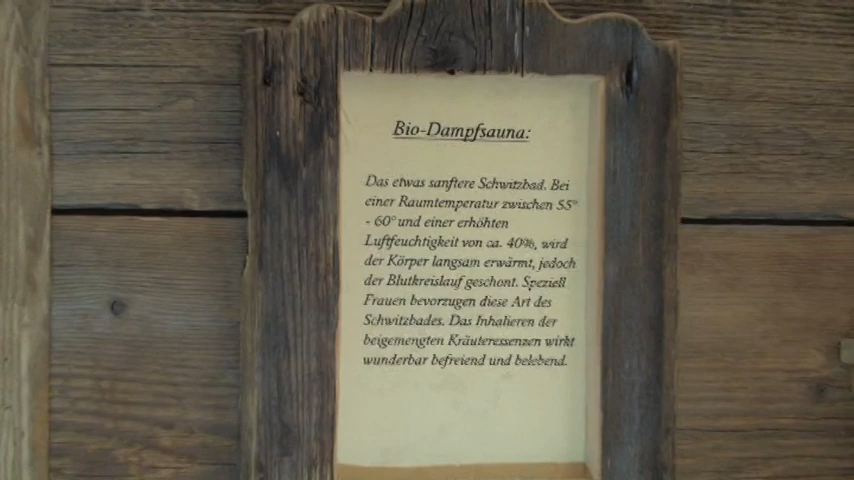 Bio-Dampfsauna:
Das etwas sanftere Schwitzbad. Bei
einer Raumtemperatur zwischen 55°
- 60° und einer erhöhten
Luftfeuchtigkeit von ca. 40%, wird
der Körper langsam erwärmt, jedoch
der Blutkreislauf geschont. Speziell
Frauen bevorzugen diese Art des
Schwitzbades. Das Inhalieren der
beigemengten Kräuteressenzen wirkt
wunderbar befreiend und belebend.